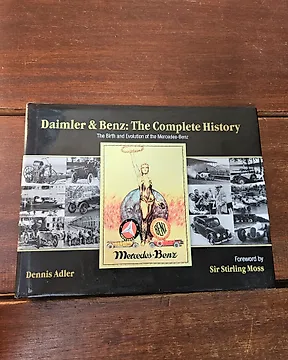 Daimler & Benz: The Complete History
The Birth and Evolution of the Mercedes-Benz
Mercedes-Benz
Foreword by
Sir Stirling Moss
Dennis Adler